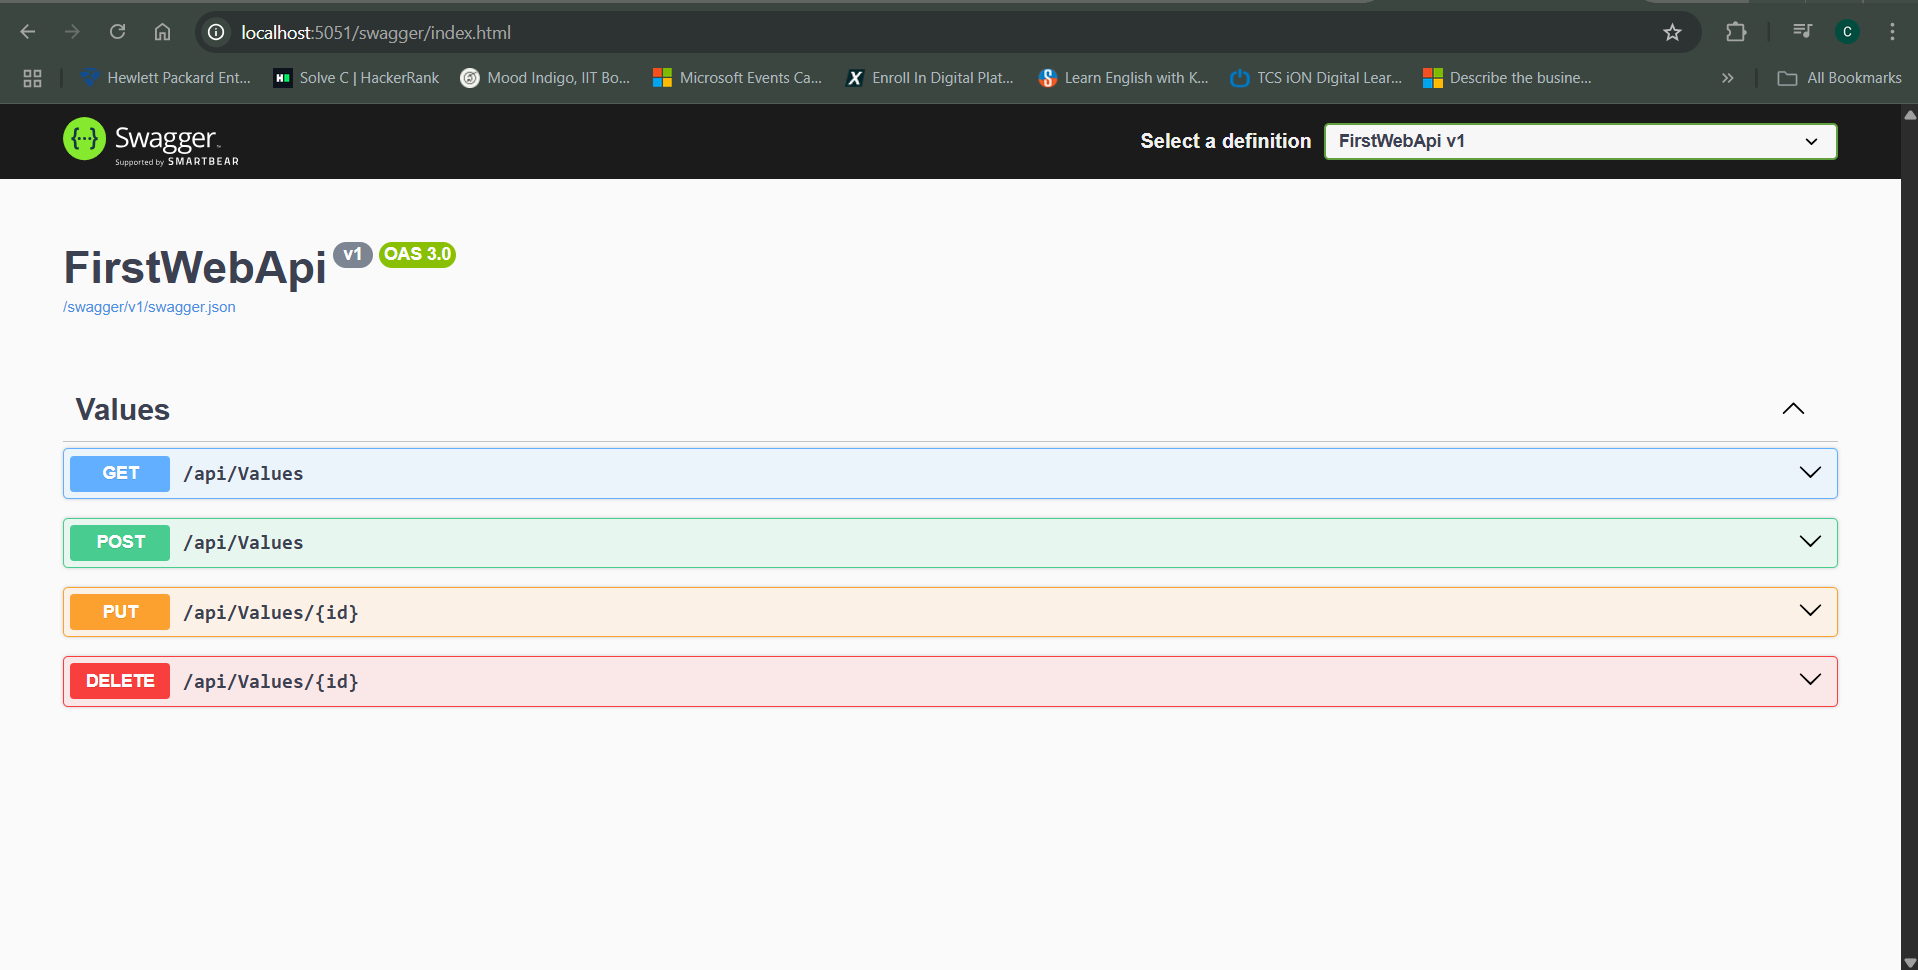 localhost:5051/swagger/index.html
C
Hewlett Packard Ent...
Solve C | HackerRank
Mood Indigo, IIT Bo...
Microsoft Events Ca...
Enroll In Digital Plat...
Learn English with K...
TCS iON Digital Lear...
Describe the busine...
All Bookmarks
Swagger
Supported by SMARTBEAR
Select a definition
FirstWebApi v1
FirstWebApi v1 OAS 3.0
/swagger/v1/swagger.json
Values
GET /api/Values
POST /api/Values
PUT /api/Values/{id}
DELETE /api/Values/{id}